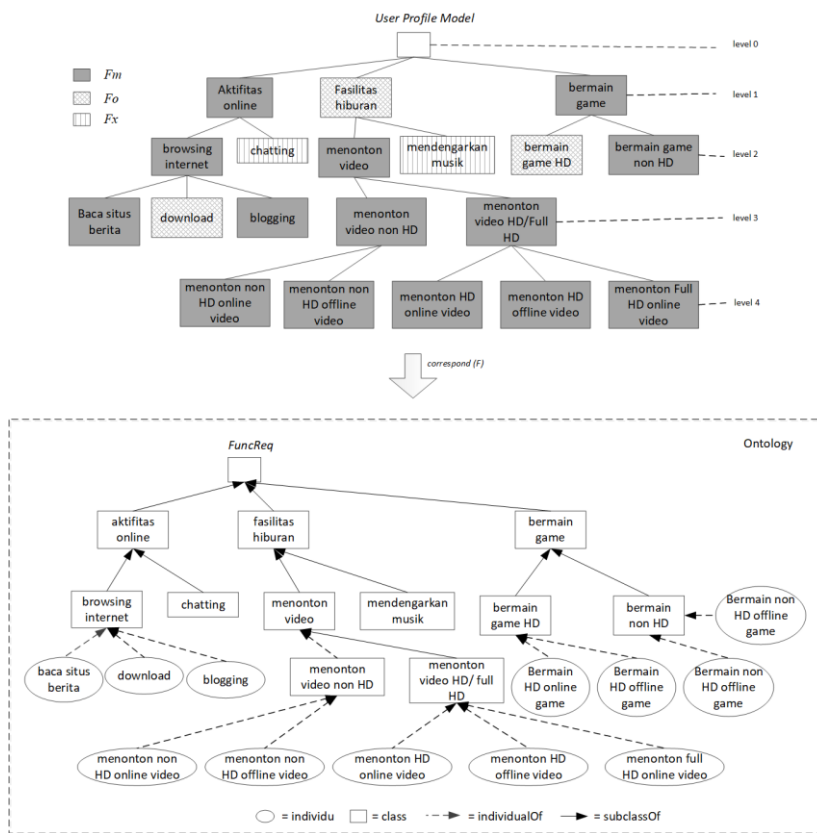 User Profile Model
level 0
Fm
Fo
Fx
Aktifitas
online
Fasilitas
hiburan
bermain
game
level 1
browsing
internet
chatting
menonton
video
mendengarkan
musik
bermain
game HD
bermain game
non HD
level 2
Baca situs
berita
download
blogging
menonton
video non HD
menonton
video HD/Full
HD
level 3
menonton non
HD online
video
menonton non
HD offline
video
menonton HD
online video
menonton HD
offline video
menonton Full
HD online
video
level 4
correspond (F)
FuncReq
Ontology
aktifitas
online
fasilitas
hiburan
bermain
game
browsing
internet
chatting
menonton
video
mendengarkan
musik
bermain
game HD
bermain
non HD
Bermain non
HD offline
game
baca situs
berita
download
blogging
menonton
video non HD
menonton
video HD/ full
HD
Bermain
HD online
game
Bermain
HD offline
game
Bermain non
HD offline
game
menonton non
HD online video
menonton non
HD offline video
menonton HD
online video
menonton HD
offline video
menonton full
HD online video
= individu
= class
= individualOf
= subclassOf